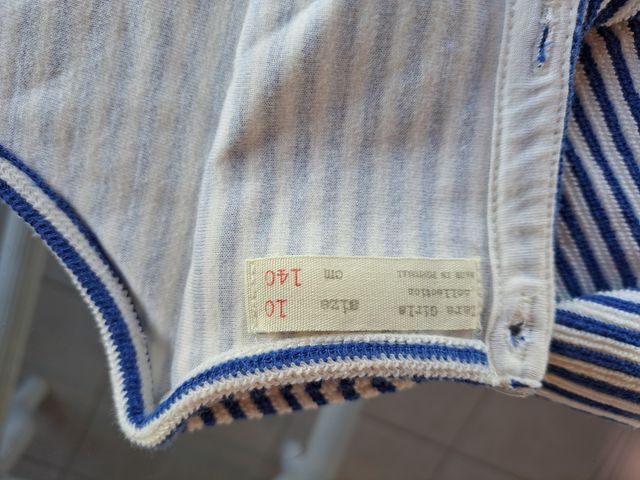 Zara Girls size 10
collection
MADE IN PORTUGAL cm 140